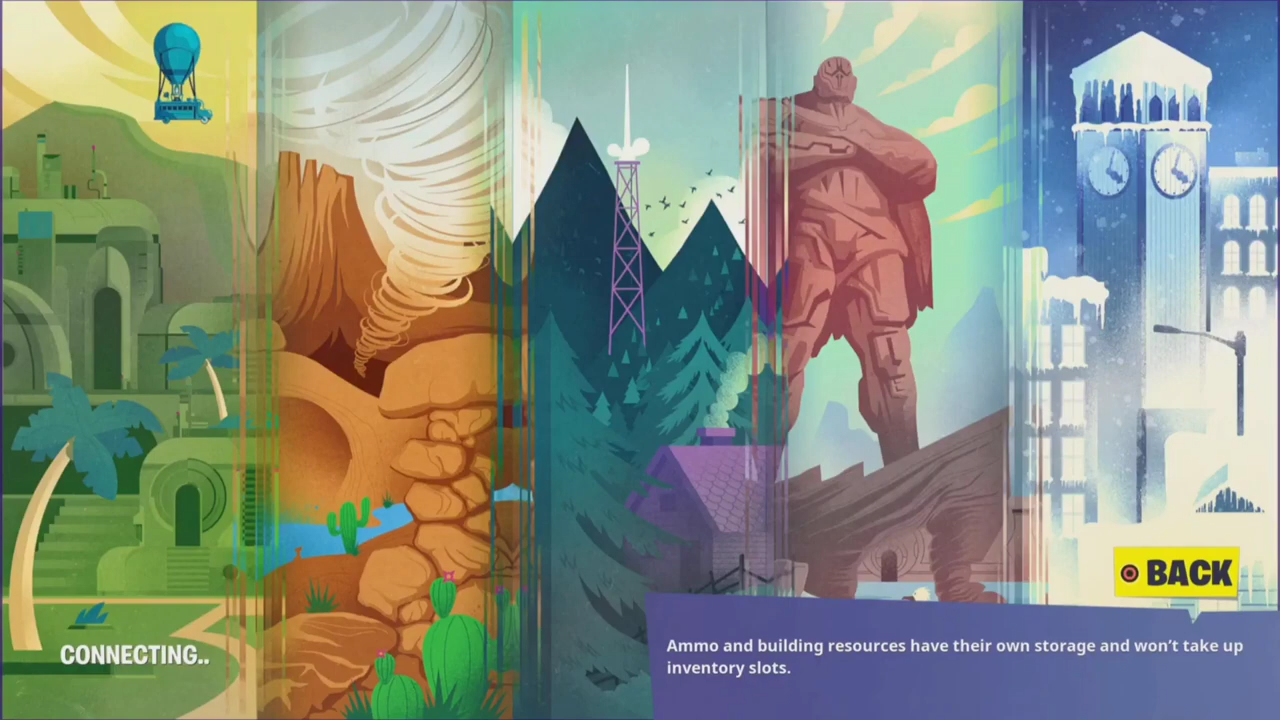 BACK
Ammo and building resources have their own storage and won't take up
inventory slots.
CONNECTING..